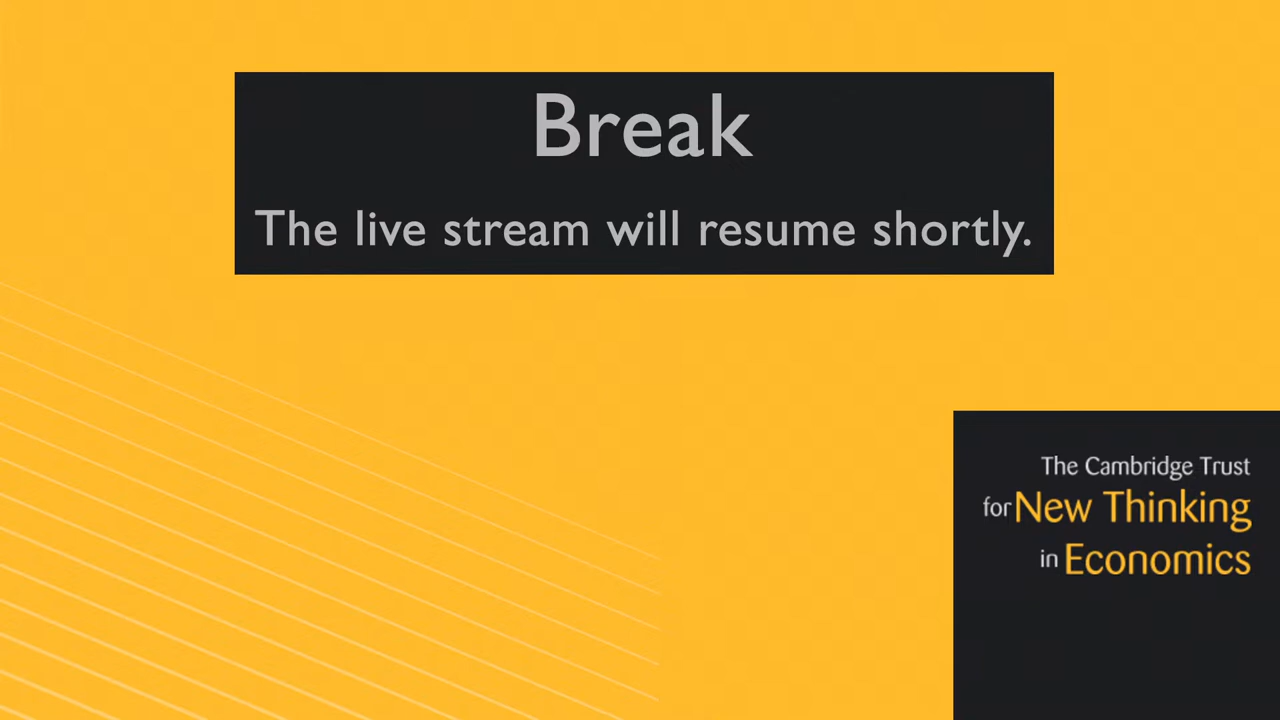 Break
The live stream will resume shortly.
The Cambridge Trust
for New Thinking
in Economics